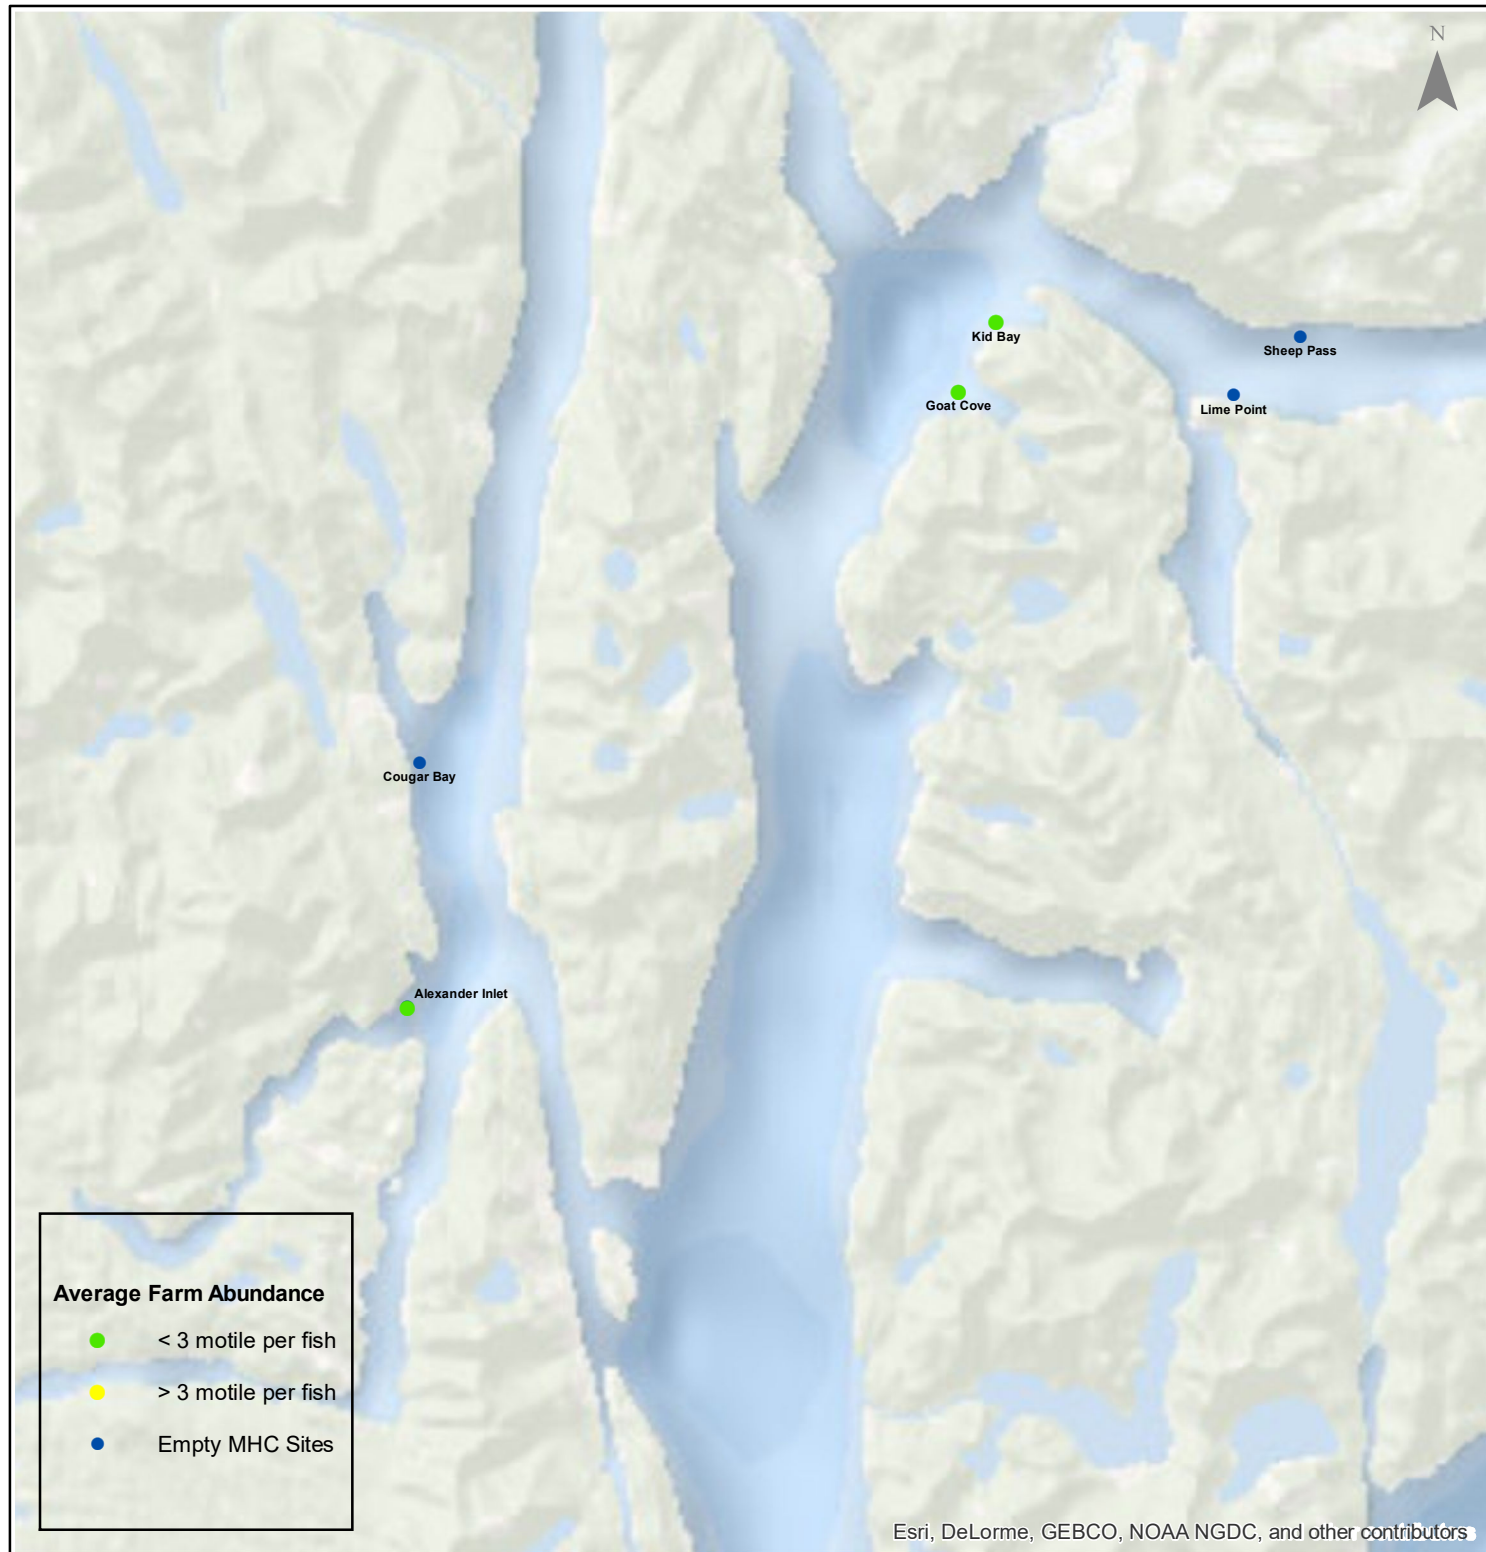 N
Kid Bay
Sheep Pass
Goat Cove
Lime Point
Cougar Bay
Alexander Inlet
Average Farm Abundance
< 3 motile per fish
> 3 motile per fish
Empty MHC Sites
Esri, DeLorme, GEBCO, NOAA NGDC, and other contributors